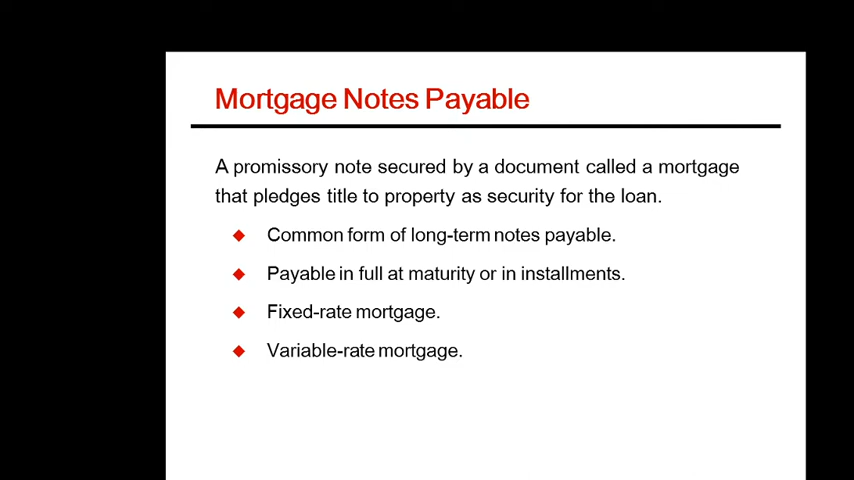 Mortgage Notes Payable
A promissory note secured by a document called a mortgage
that pledges title to property as security for the loan.
Common form of long-term notes payable.
Payable in full at maturity or in installments.
Fixed-rate mortgage.
Variable-rate mortgage.